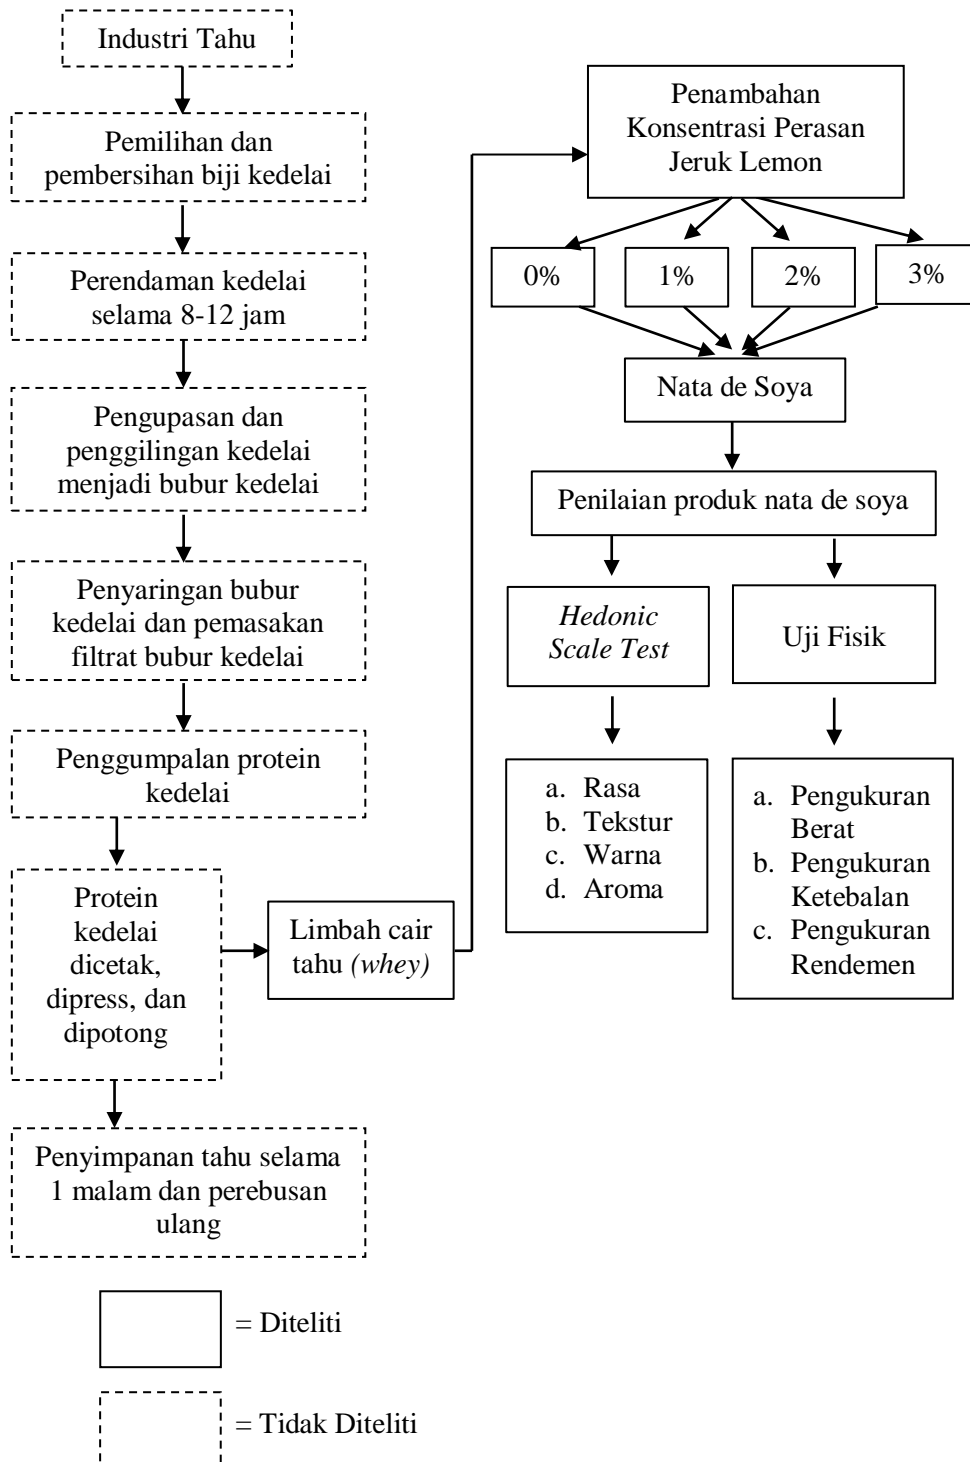 Industri Tahu
Pemilihan dan
pembersihan biji kedelai
Perendaman kedelai
selama 8-12 jam
Pengupasan dan
penggilingan kedelai
menjadi bubur kedelai
Penyaringan bubur
kedelai dan pemasakan
filtrat bubur kedelai
Penggumpalan protein
kedelai
Protein
kedelai
dicetak,
dipress, dan
dipotong
Limbah cair
tahu (whey)
Penyimpanan tahu selama
1 malam dan perebusan
ulang
Penambahan
Konsentrasi Perasan
Jeruk Lemon
0%
1%
2%
3%
Nata de Soya
Penilaian produk nata de soya
Hedonic
Scale Test
Uji Fisik
a. Rasa
b. Tekstur
c. Warna
d. Aroma
a. Pengukuran
Berat
b. Pengukuran
Ketebalan
c. Pengukuran
Rendemen
= Diteliti
= Tidak Diteliti